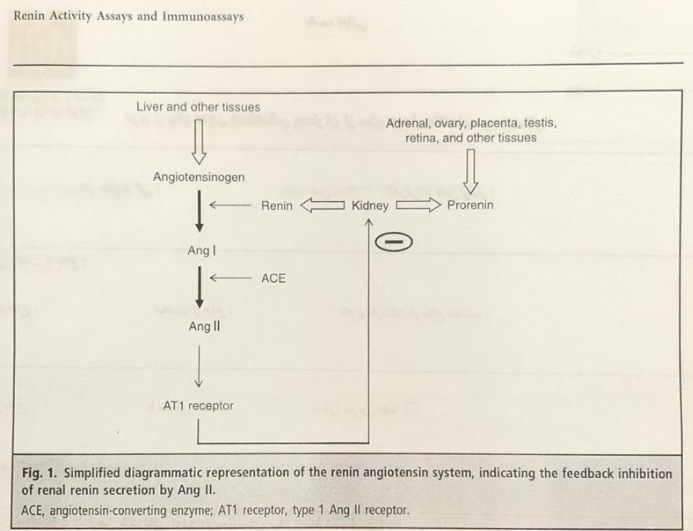 Renin Activity Assays and Immunoassays
Liver and other tissues
Adrenal, ovary, placenta, testis,
retina, and other tissues
Angiotensinogen
Renin
Kidney
Prorenin
Ang I
ACE
Ang II
AT1 receptor
Fig. 1. Simplified diagrammatic representation of the renin angiotensin system, indicating the feedback inhibition
of renal renin secretion by Ang II.
ACE, angiotensin-converting enzyme; AT1 receptor, type 1 Ang II receptor.